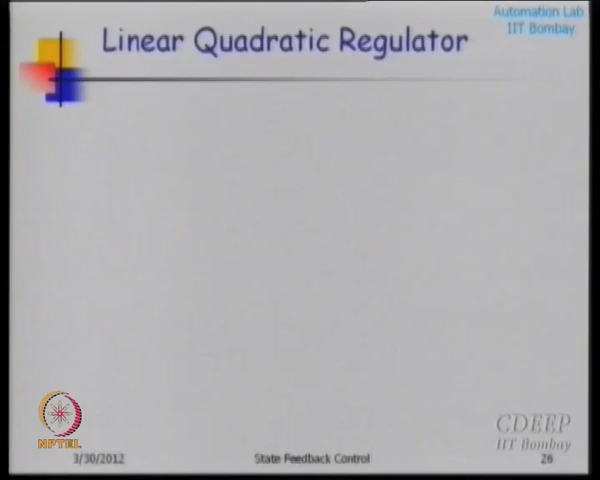 Automation Lab
IIT Bombay
Linear Quadratic Regulator
NPTEL
CDEEP
IIT Bombay
3/30/2012
State Feedback Control
26